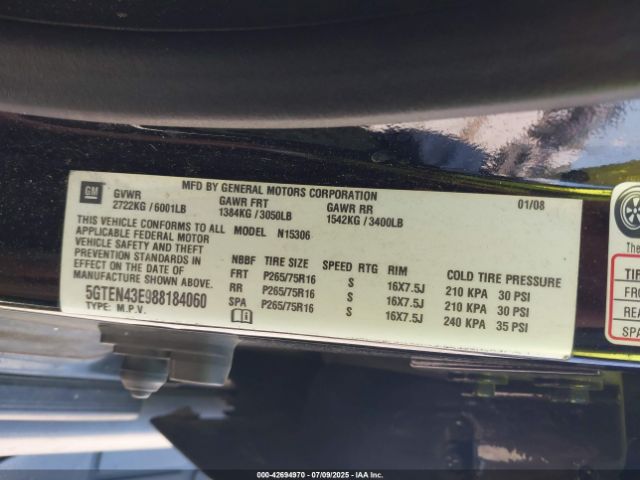 GM
MFD BY GENERAL MOTORS CORPORATION
01/08
GVWR GAWR FRT GAWR RR
2722KG / 6001LB 1384KG / 3050LB 1542KG / 3400LB
THIS VEHICLE CONFORMS TO ALL MODEL N15306
APPLICABLE FEDERAL MOTOR
VEHICLE SAFETY AND THEFT
PREVENTION STANDARDS IN
EFFECT ON THE DATE OF
MANUFACTURE SHOWN ABOVE.
5GTEN43E988184060
TYPE: M.P.V.
NBBF TIRE SIZE SPEED RTG RIM COLD TIRE PRESSURE
FRT P265/75R16 S 16X7.5J 210 KPA 30 PSI
RR P265/75R16 S 16X7.5J 210 KPA 30 PSI
SPA P265/75R16 S 16X7.5J 240 KPA 35 PSI
FRO
REA
SPA
000-42694970 / 07/09/2025 / IAA Inc.